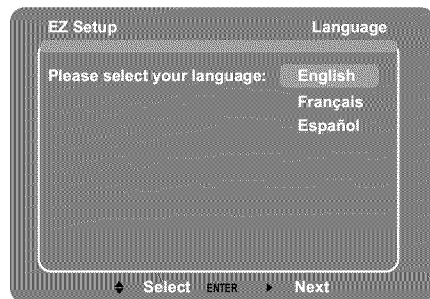 EZ Setup Language
Please select your language: English
Français
Español
Select ENTER Next